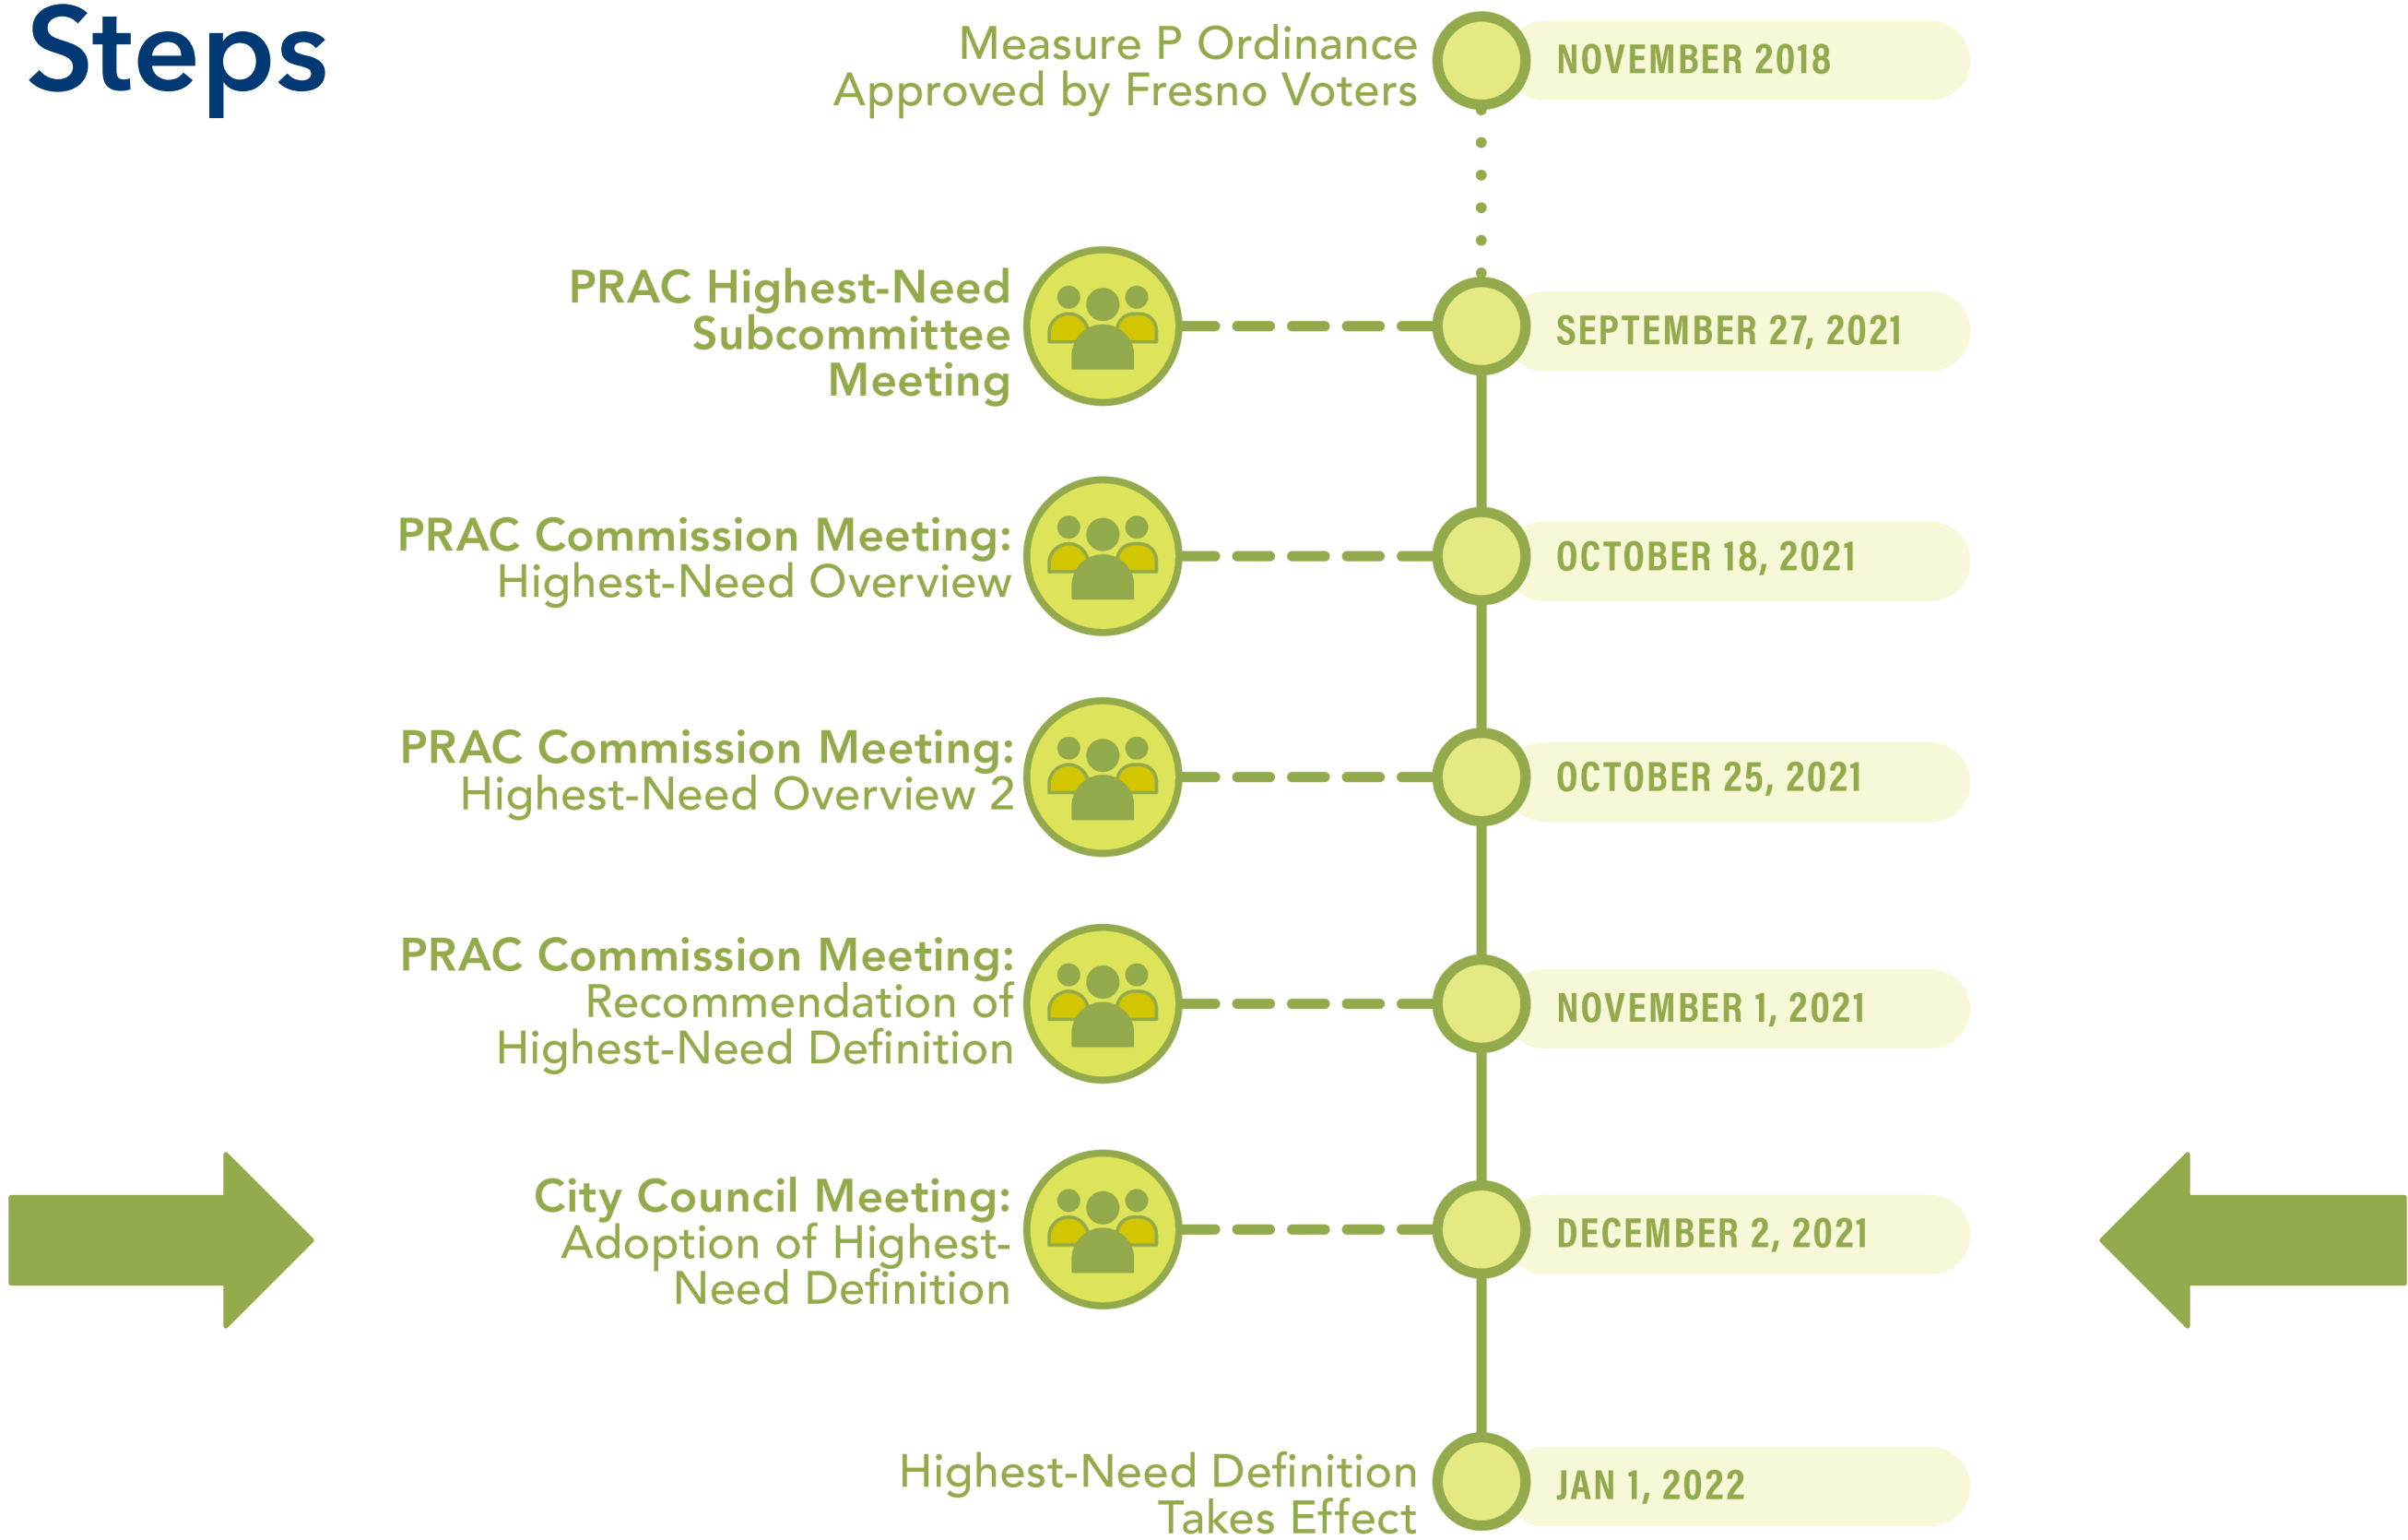 Steps
Measure P Ordinance
Approved by Fresno Voters
NOVEMBER 2018
PRAC Highest-Need
Subcommittee
Meeting
SEPTEMBER 27, 2021
PRAC Commission Meeting:
Highest-Need Overview
OCTOBER 18, 2021
PRAC Commission Meeting:
Highest-Need Overview 2
OCTOBER 25, 2021
PRAC Commission Meeting:
Recommendation of
Highest-Need Definition
NOVEMBER 1, 2021
City Council Meeting:
Adoption of Highest-
Need Definition
DECEMBER 2, 2021
Highest-Need Definition
Takes Effect
JAN 1, 2022